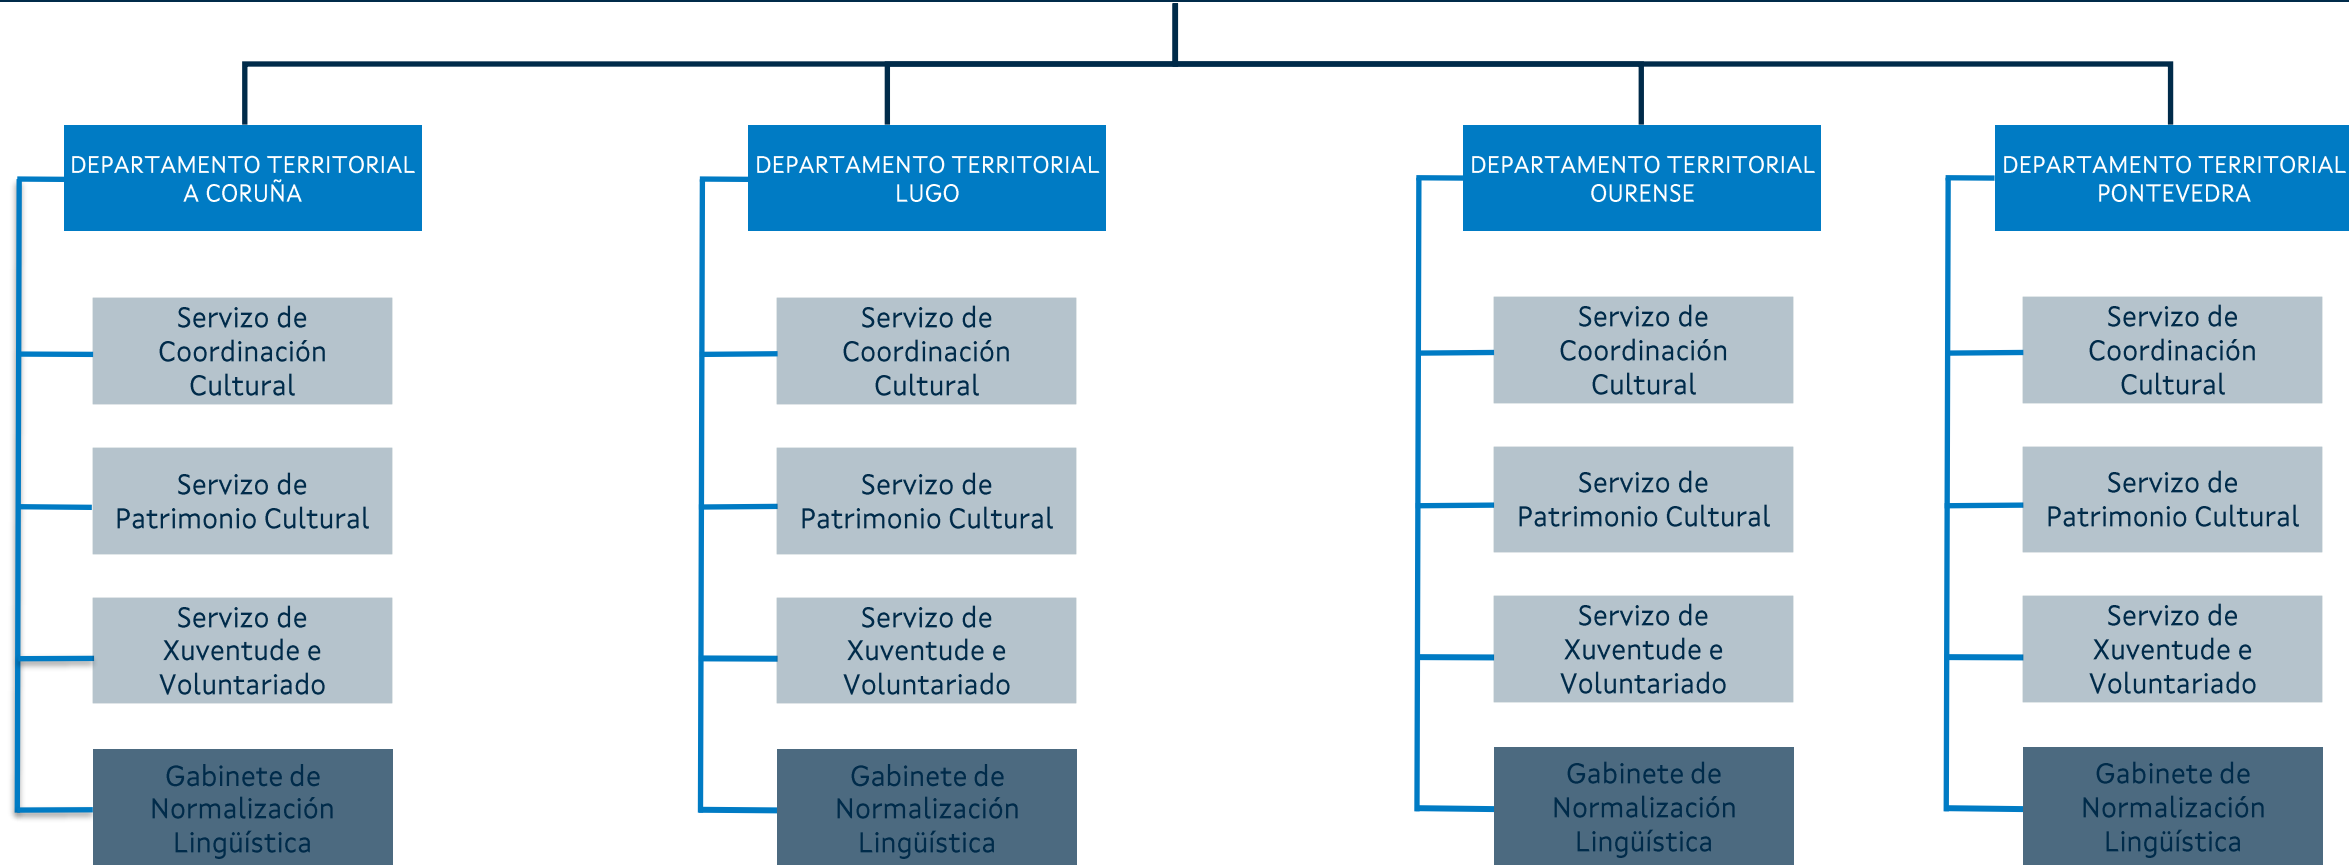 DEPARTAMENTO TERRITORIAL
A CORUÑA
Servizo de
Coordinación
Cultural
Servizo de
Patrimonio Cultural
Servizo de
Xuventude e
Voluntariado
Gabinete de
Normalización
Lingüística
DEPARTAMENTO TERRITORIAL
LUGO
Servizo de
Coordinación
Cultural
Servizo de
Patrimonio Cultural
Servizo de
Xuventude e
Voluntariado
Gabinete de
Normalización
Lingüística
DEPARTAMENTO TERRITORIAL
OURENSE
Servizo de
Coordinación
Cultural
Servizo de
Patrimonio Cultural
Servizo de
Xuventude e
Voluntariado
Gabinete de
Normalización
Lingüística
DEPARTAMENTO TERRITORIAL
PONTEVEDRA
Servizo de
Coordinación
Cultural
Servizo de
Patrimonio Cultural
Servizo de
Xuventude e
Voluntariado
Gabinete de
Normalización
Lingüística